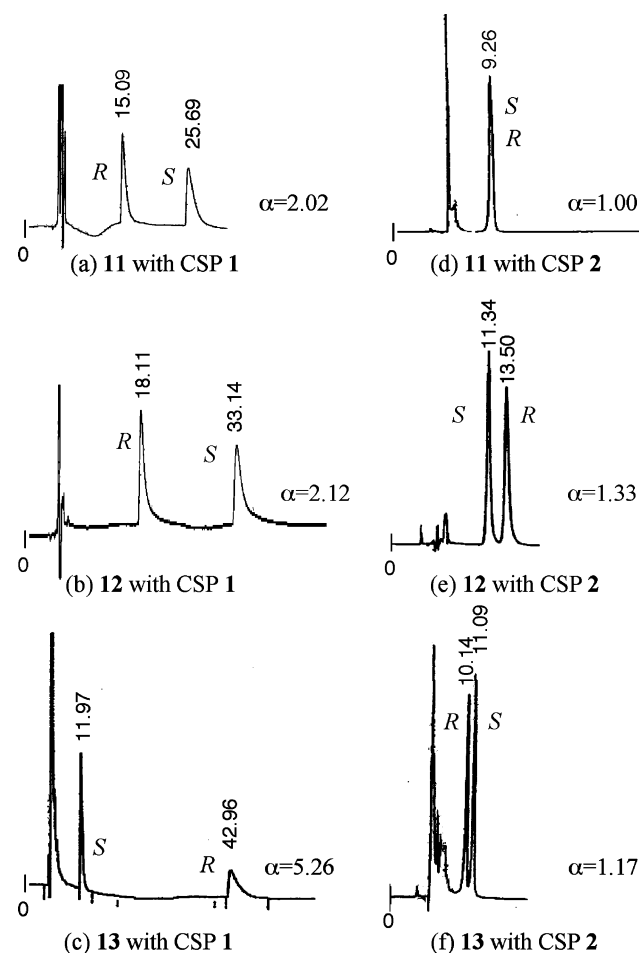 15.09
25.69
R
S
α=2.02
0
(a) 11 with CSP 1
9.26
S
R
α=1.00
0
(d) 11 with CSP 2
18.11
33.14
R
S
α=2.12
0
(b) 12 with CSP 1
11.34
13.50
S
R
α=1.33
0
(e) 12 with CSP 2
11.97
42.96
S
R
α=5.26
0
(c) 13 with CSP 1
10.14
11.09
R
S
α=1.17
0
(f) 13 with CSP 2